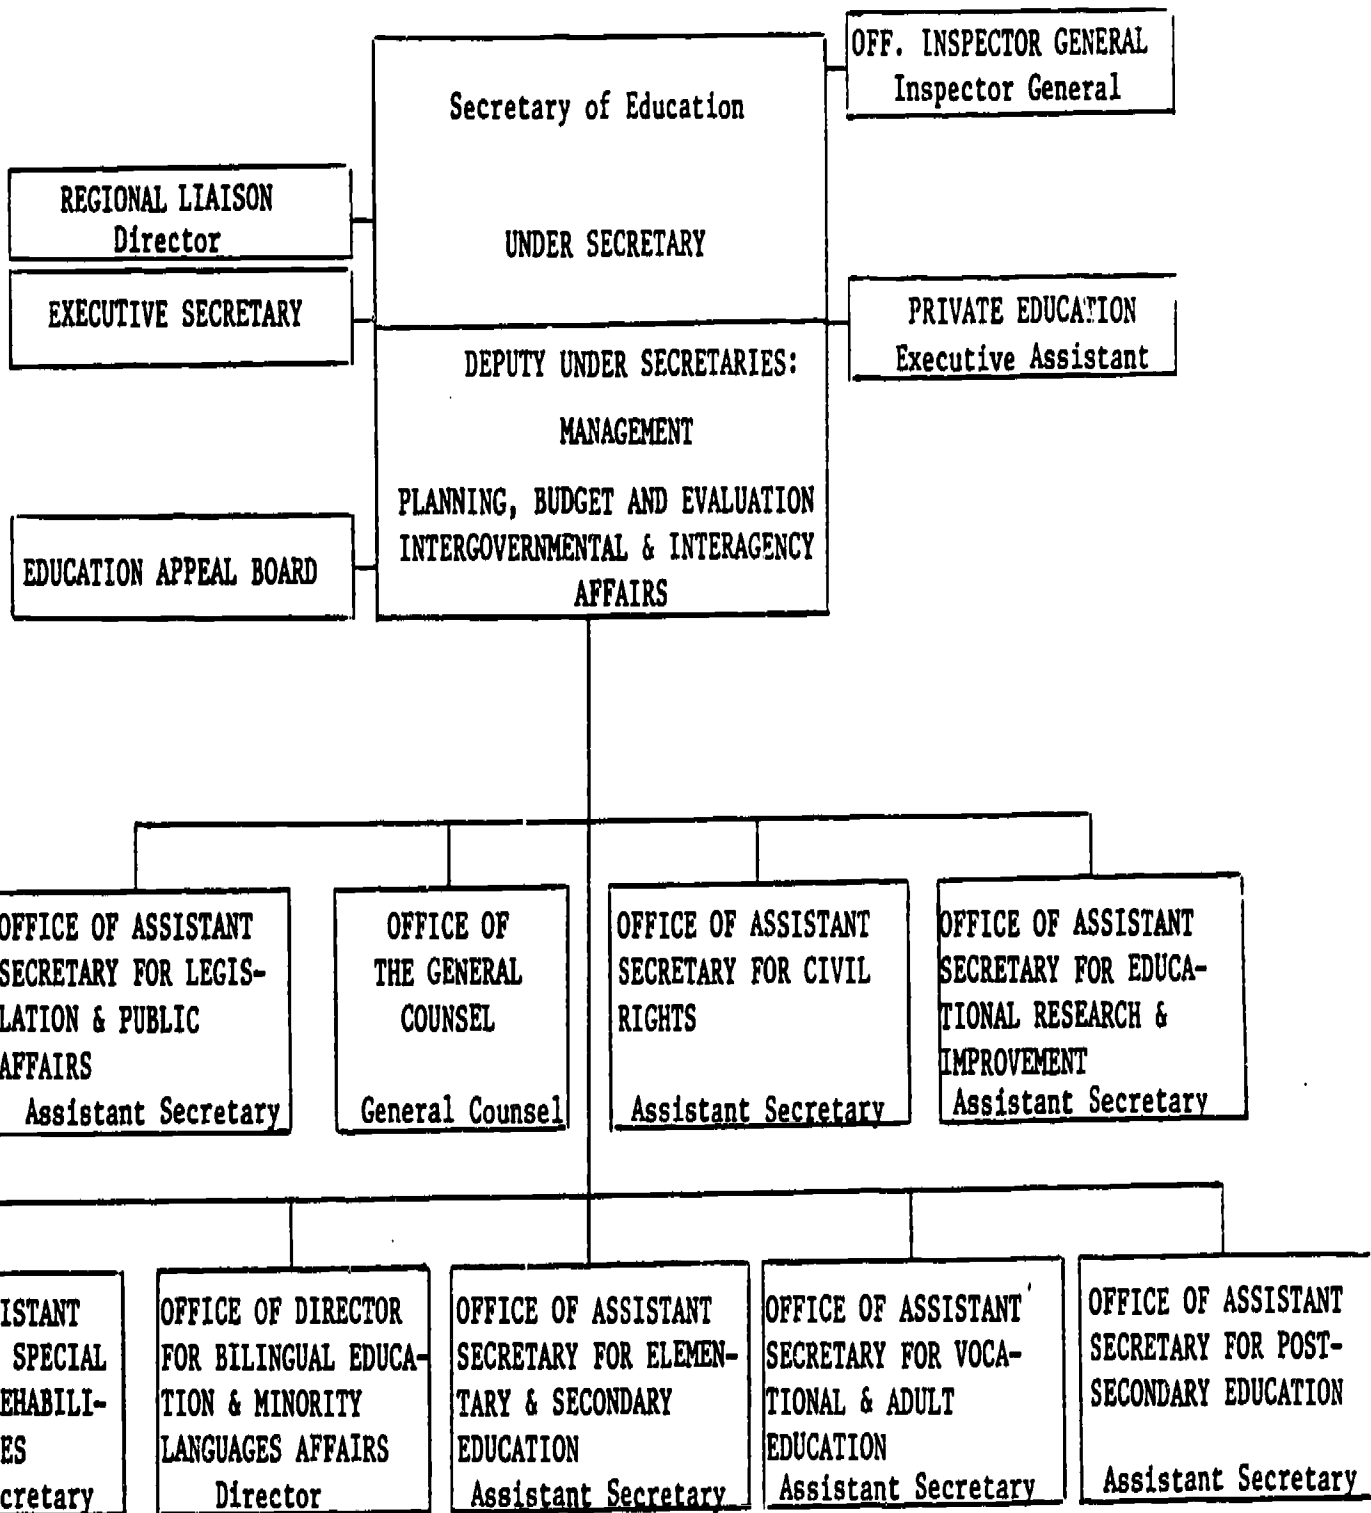 OFF. INSPECTOR GENERAL
Inspector General
Secretary of Education
UNDER SECRETARY
REGIONAL LIAISON
Director
EXECUTIVE SECRETARY
PRIVATE EDUCATION
Executive Assistant
DEPUTY UNDER SECRETARIES:
MANAGEMENT
PLANNING, BUDGET AND EVALUATION
INTERGOVERNMENTAL & INTERAGENCY
AFFAIRS
EDUCATION APPEAL BOARD
OFFICE OF ASSISTANT
SECRETARY FOR LEGIS-
LATION & PUBLIC
AFFAIRS
Assistant Secretary
OFFICE OF
THE GENERAL
COUNSEL
General Counsel
OFFICE OF ASSISTANT
SECRETARY FOR CIVIL
RIGHTS
Assistant Secretary
OFFICE OF ASSISTANT
SECRETARY FOR EDUCA-
TIONAL RESEARCH &
IMPROVEMENT
Assistant Secretary
ISTANT
SPECIAL
EHABILI-
ES
cretary
OFFICE OF DIRECTOR
FOR BILINGUAL EDUCA-
TION & MINORITY
LANGUAGES AFFAIRS
Director
OFFICE OF ASSISTANT
SECRETARY FOR ELEMEN-
TARY & SECONDARY
EDUCATION
Assistant Secretary
OFFICE OF ASSISTANT
SECRETARY FOR VOCA-
TIONAL & ADULT
EDUCATION
Assistant Secretary
OFFICE OF ASSISTANT
SECRETARY FOR POST-
SECONDARY EDUCATION
Assistant Secretary